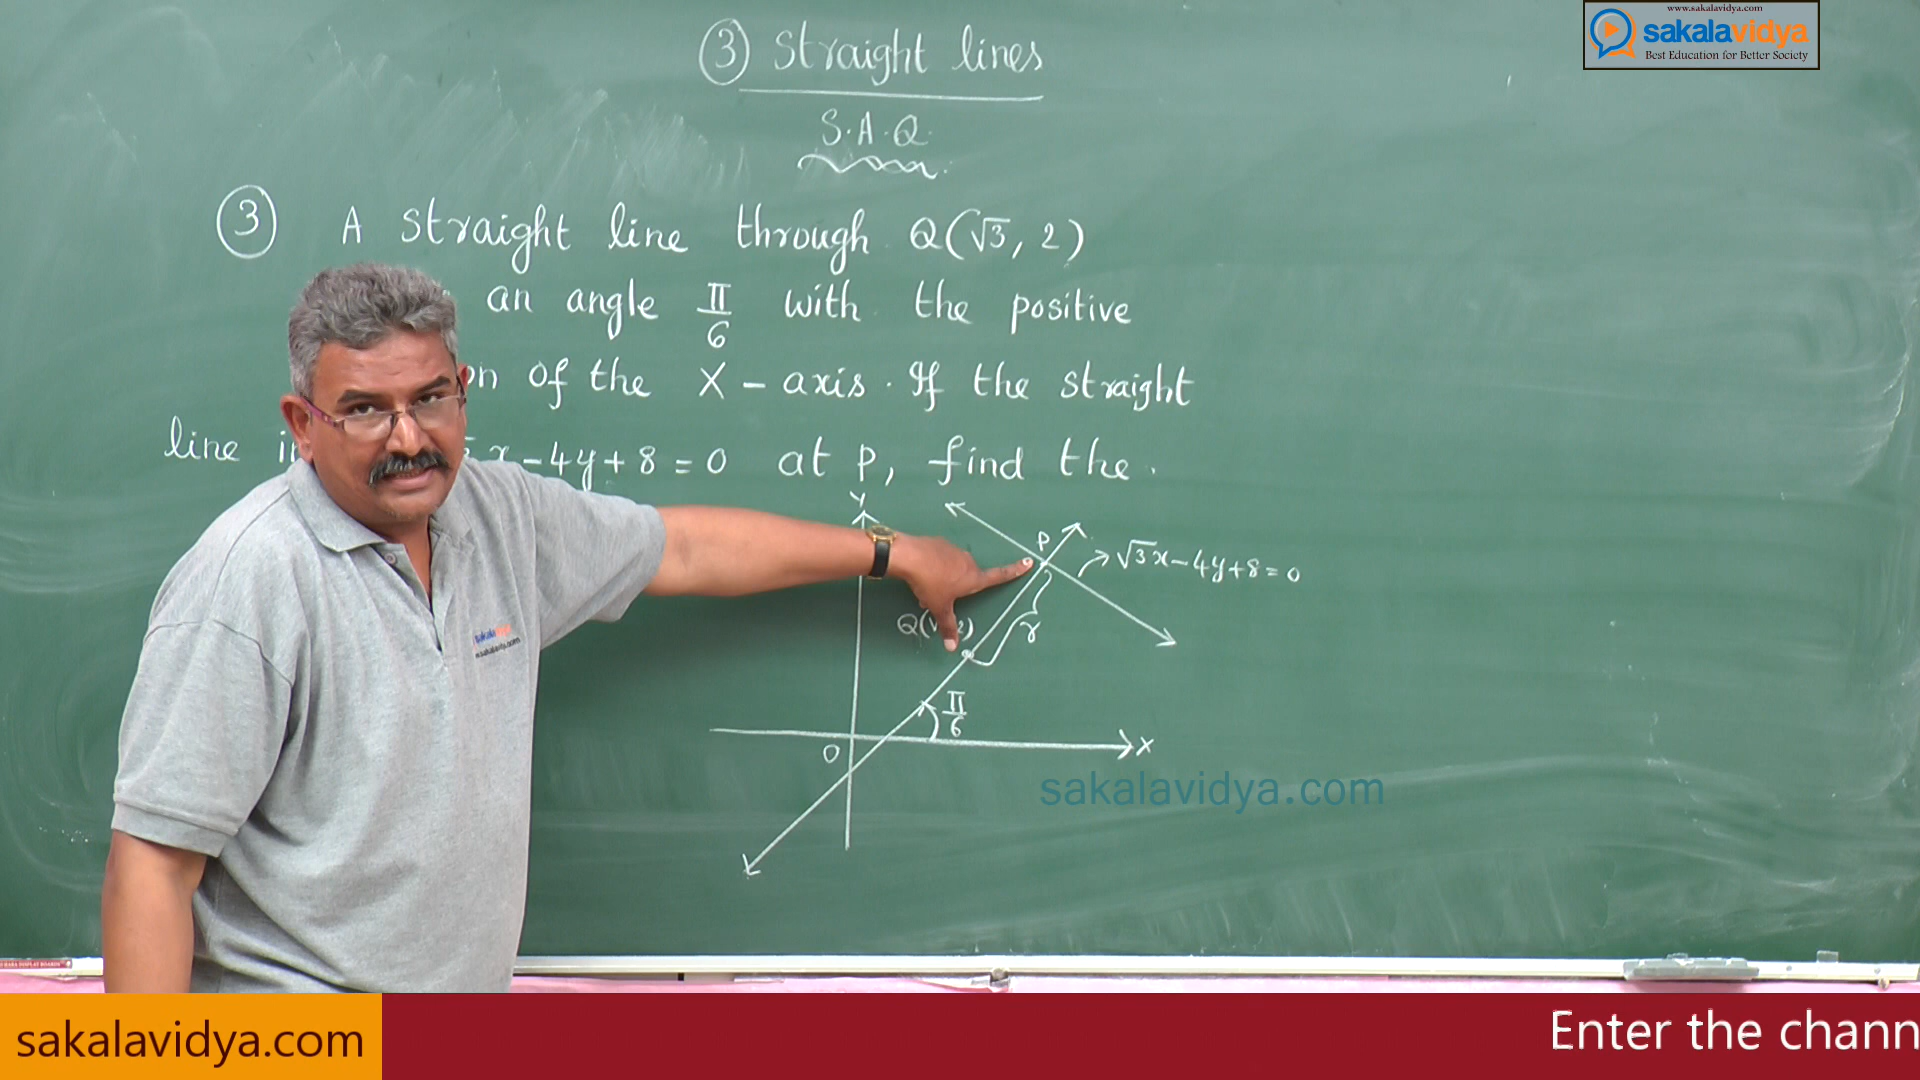 www.sakalavidya.com
sakalavidya
Best Education for Better Society
③ Straight lines
S.A.Q.
③ A straight line through Q(√3, 2)
an angle π/6 with the positive
on of the X-axis. If the straight
line x-4y+8=0 at P, find the.
Y
P
√3x-4y+8=0
r
π/6
O
X
sakalavidya.com
sakalavidya.com
Enter the chann